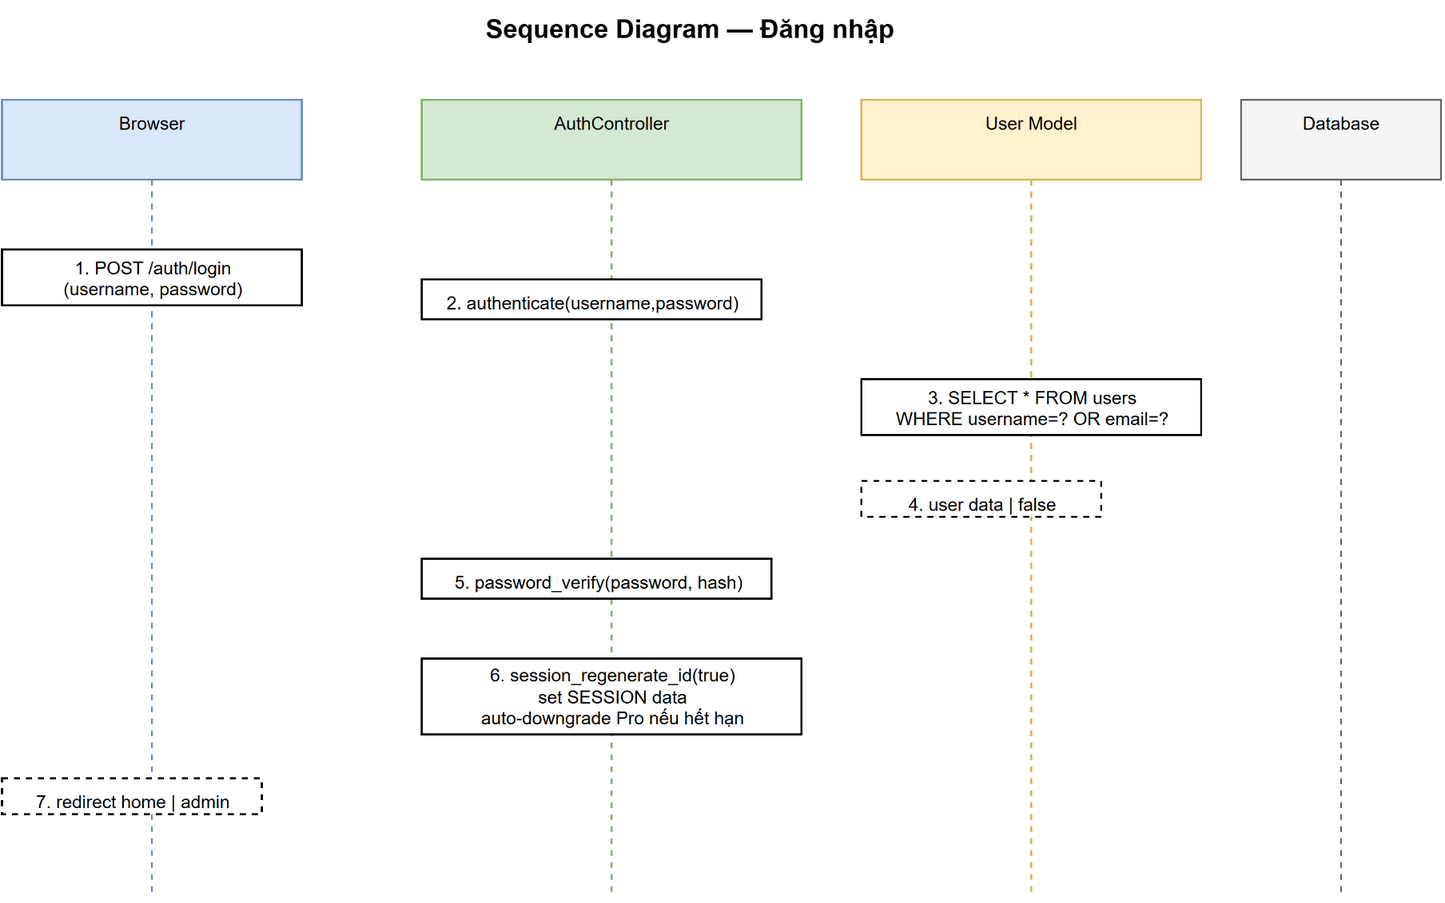 Sequence Diagram — Đăng nhập
Browser
AuthController
User Model
Database
1. POST /auth/login
(username, password)
2. authenticate(username,password)
3. SELECT * FROM users
WHERE username=? OR email=?
4. user data | false
5. password_verify(password, hash)
6. session_regenerate_id(true)
set SESSION data
auto-downgrade Pro nếu hết hạn
7. redirect home | admin